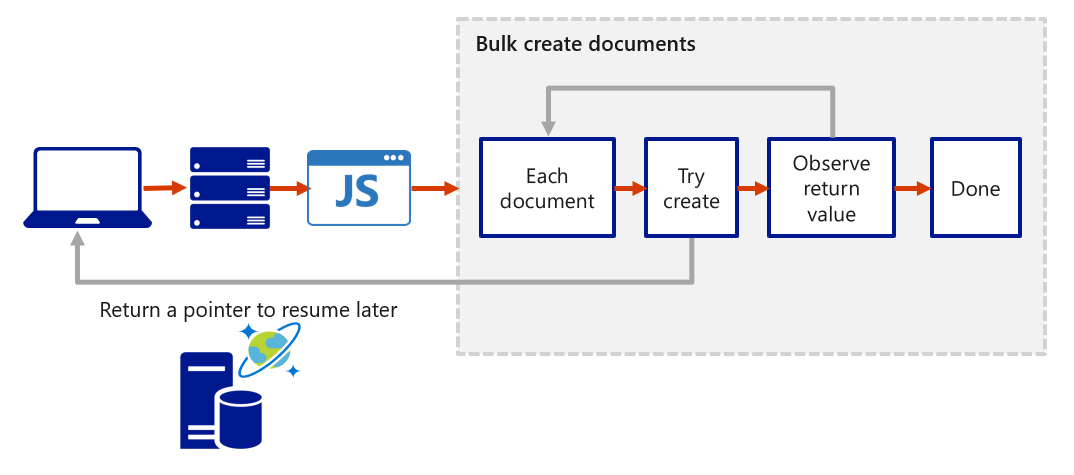 Bulk create documents
JS
Each
document
Try
create
Observe
return
value
Done
Return a pointer to resume later